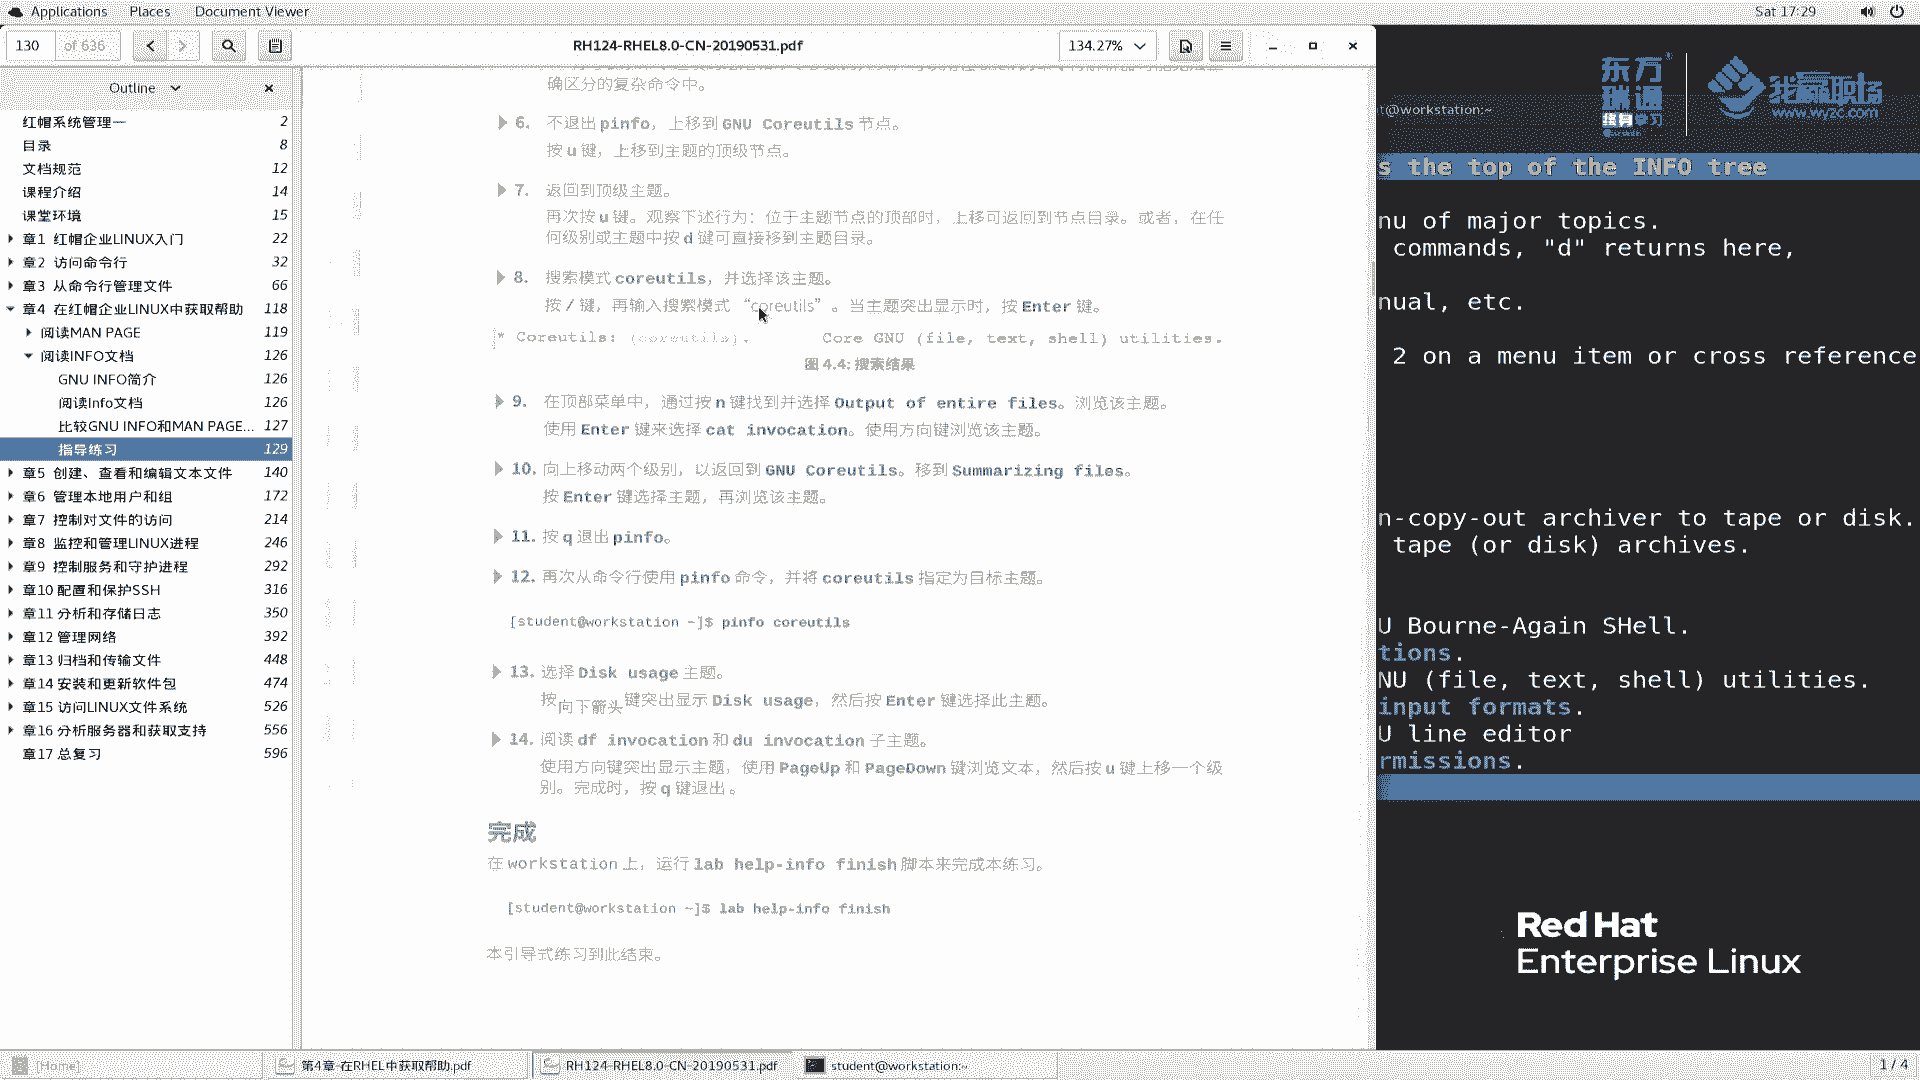 Applications Places Document Viewer
Sat 17:29
130 of 636
RH124-RHEL8.0-CN-20190531.pdf
134.27%
Outline
红帽系统管理一 2
目录 8
文档规范 12
课程介绍 14
课堂环境 15
章1 红帽企业LINUX入门 22
章2 访问命令行 32
章3 从命令行管理文件 66
章4 在红帽企业LINUX中获取帮助 118
阅读MAN PAGE 119
阅读INFO文档 126
GNU INFO简介 126
阅读Info文档 126
比较GNU INFO和MAN PAGE... 127
指导练习 129
章5 创建、查看和编辑文本文件 140
章6 管理本地用户和组 172
章7 控制对文件的访问 214
章8 监控和管理LINUX进程 246
章9 控制服务和守护进程 292
章10 配置和保护SSH 316
章11 分析和存储日志 350
章12 管理网络 392
章13 归档和传输文件 448
章14 安装和更新软件包 474
章15 访问LINUX文件系统 526
章16 分析服务器和获取支持 556
章17 总复习 596
确区分的复杂命令中。
6. 不退出 pinfo，上移到 GNU Coreutils 节点。
按 u 键，上移到主题的顶级节点。
7. 返回到顶级主题。
再次按 u 键。观察下述行为：位于主题节点的顶部时，上移可返回到节点目录。或者，在任
何级别或主题中按 d 键可直接移到主题目录。
8. 搜索模式 coreutils，并选择该主题。
按 / 键，再输入搜索模式 “coreutils” 。当主题突出显示时，按 Enter 键。
* Coreutils: (coreutils). Core GNU (file, text, shell) utilities.
图 4.4: 搜索结果
9. 在顶部菜单中，通过按 n 键找到并选择 Output of entire files。浏览该主题。
使用 Enter 键来选择 cat invocation。使用方向键浏览该主题。
10. 向上移动两个级别，以返回到 GNU Coreutils。移到 Summarizing files。
按 Enter 键选择主题，再浏览该主题。
11. 按 q 退出 pinfo。
12. 再次从命令行使用 pinfo 命令，并将 coreutils 指定为目标主题。
[student@workstation ~]$ pinfo coreutils
13. 选择 Disk usage 主题。
按向下箭头键突出显示 Disk usage，然后按 Enter 键选择此主题。
14. 阅读 df invocation 和 du invocation 子主题。
使用方向键突出显示主题，使用 PageUp 和 PageDown 键浏览文本，然后按 u 键上移一个级
别。完成时，按 q 键退出 。
完成
在 workstation 上，运行 lab help-info finish 脚本来完成本练习。
[student@workstation ~]$ lab help-info finish
本引导式练习到此结束。
东方
瑞通
终身学习
我赢职场
www.wyzc.com
t@workstation:~
s the top of the INFO tree
nu of major topics.
commands, "d" returns here,
nual, etc.
2 on a menu item or cross reference
n-copy-out archiver to tape or disk.
tape (or disk) archives.
U Bourne-Again SHell.
tions.
NU (file, text, shell) utilities.
input formats.
U line editor
rmissions.
Red Hat
Enterprise Linux
[Home]
第4章-在RHEL中获取帮助.pdf
RH124-RHEL8.0-CN-20190531.pdf
student@workstation:~
1 / 4